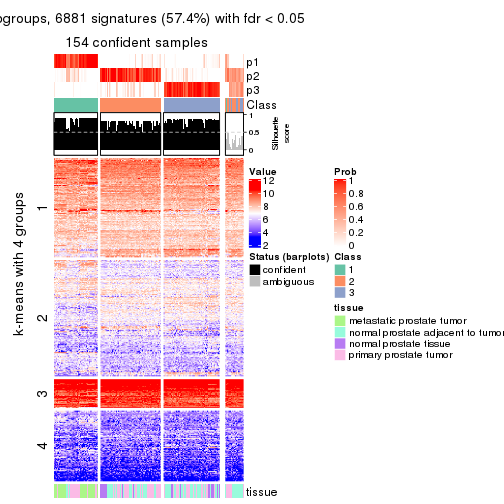 ogroups, 6881 signatures (57.4%) with fdr < 0.05
154 confident samples
p1
p2
p3
Class
1
0.5
0
Silhouette
score
k-means with 4 groups
1
2
3
4
Value
12
10
8
6
4
2
Prob
1
0.8
0.6
0.4
0.2
0
Status (barplots)
confident
ambiguous
Class
1
2
3
tissue
metastatic prostate tumor
normal prostate adjacent to tumor
normal prostate tissue
primary prostate tumor
tissue